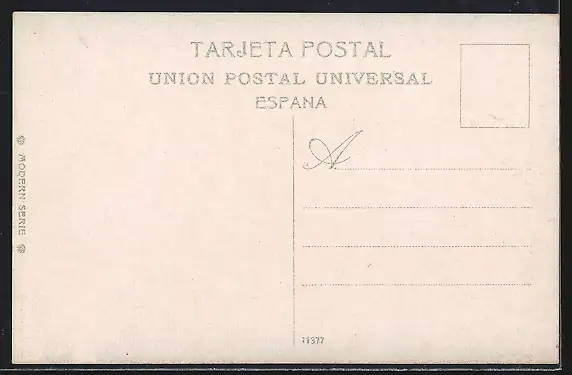 TARJETA POSTAL
UNION POSTAL UNIVERSAL
ESPANA
MODERN SERIE
A
11377